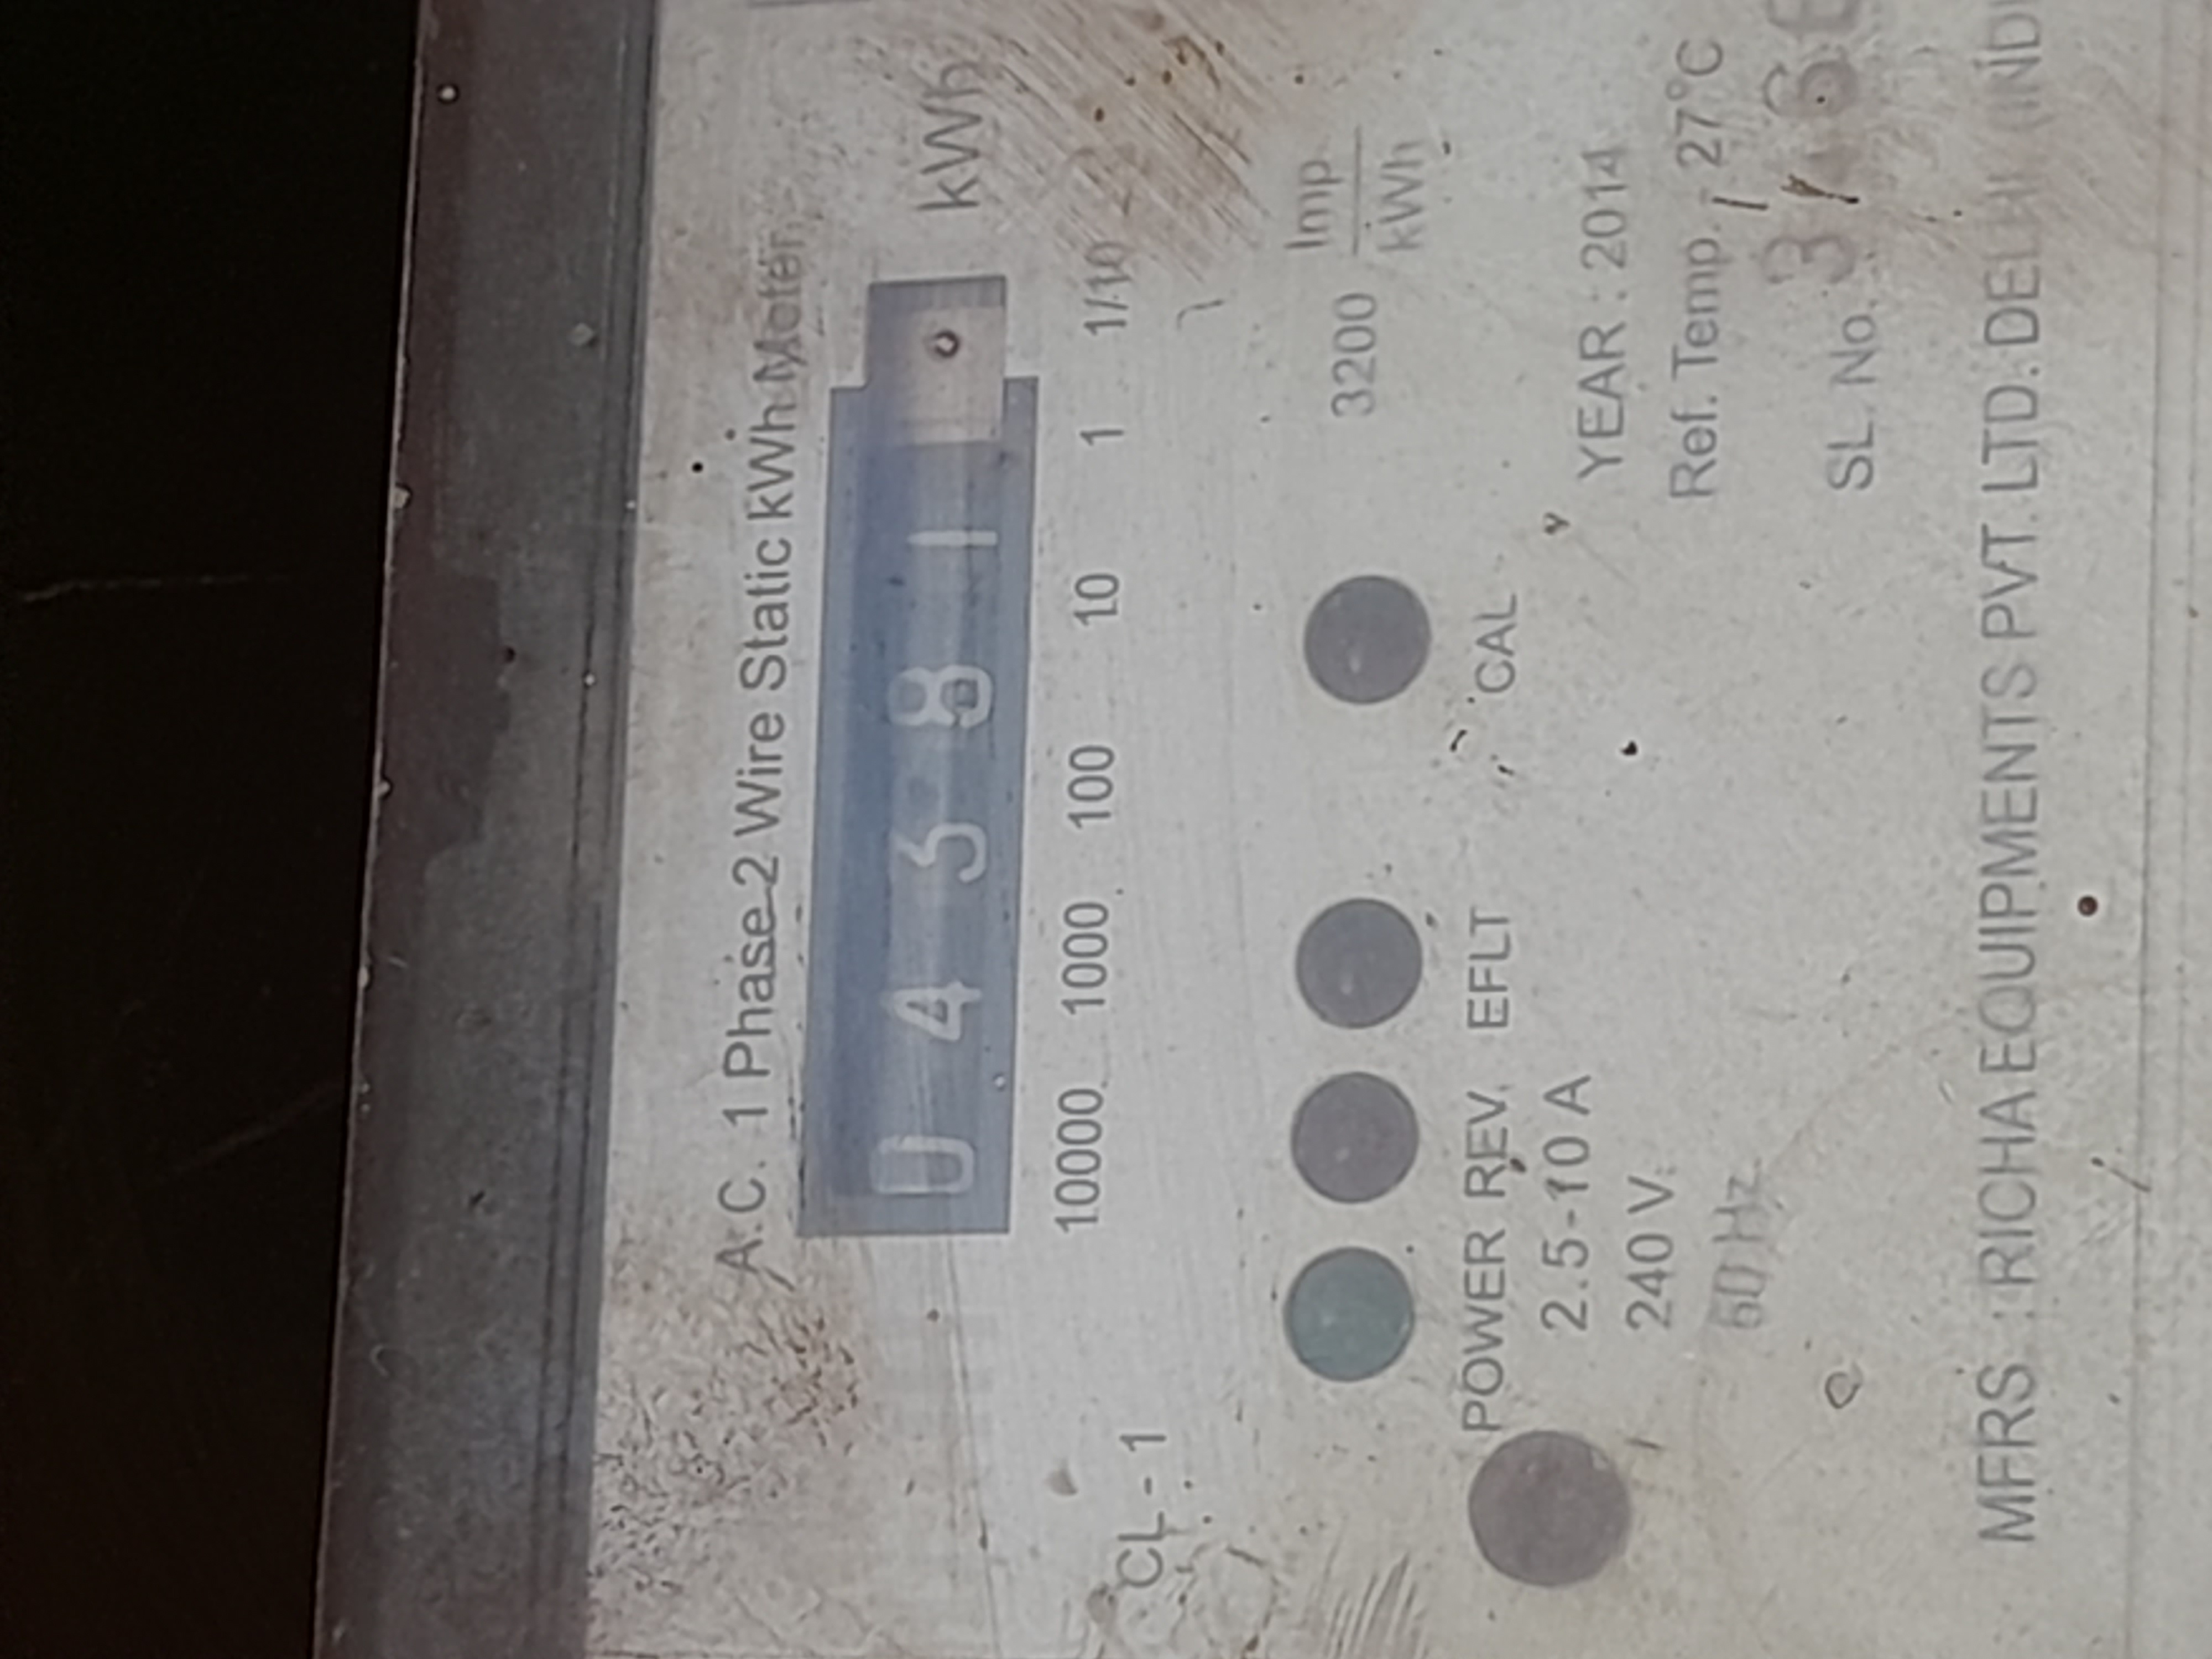 A.C. 1 Phase 2 Wire Static kWh Meter
0 4 3 8 1 kWh
10000 1000 100 10 1 1/10
CL - 1
3200 Imp/kWh
POWER REV. EFLT CAL
2.5-10 A
240 V
YEAR : 2014
Ref. Temp. 27°C
SL. No.
MFRS : RICHA EQUIPMENTS PVT. LTD. DELHI